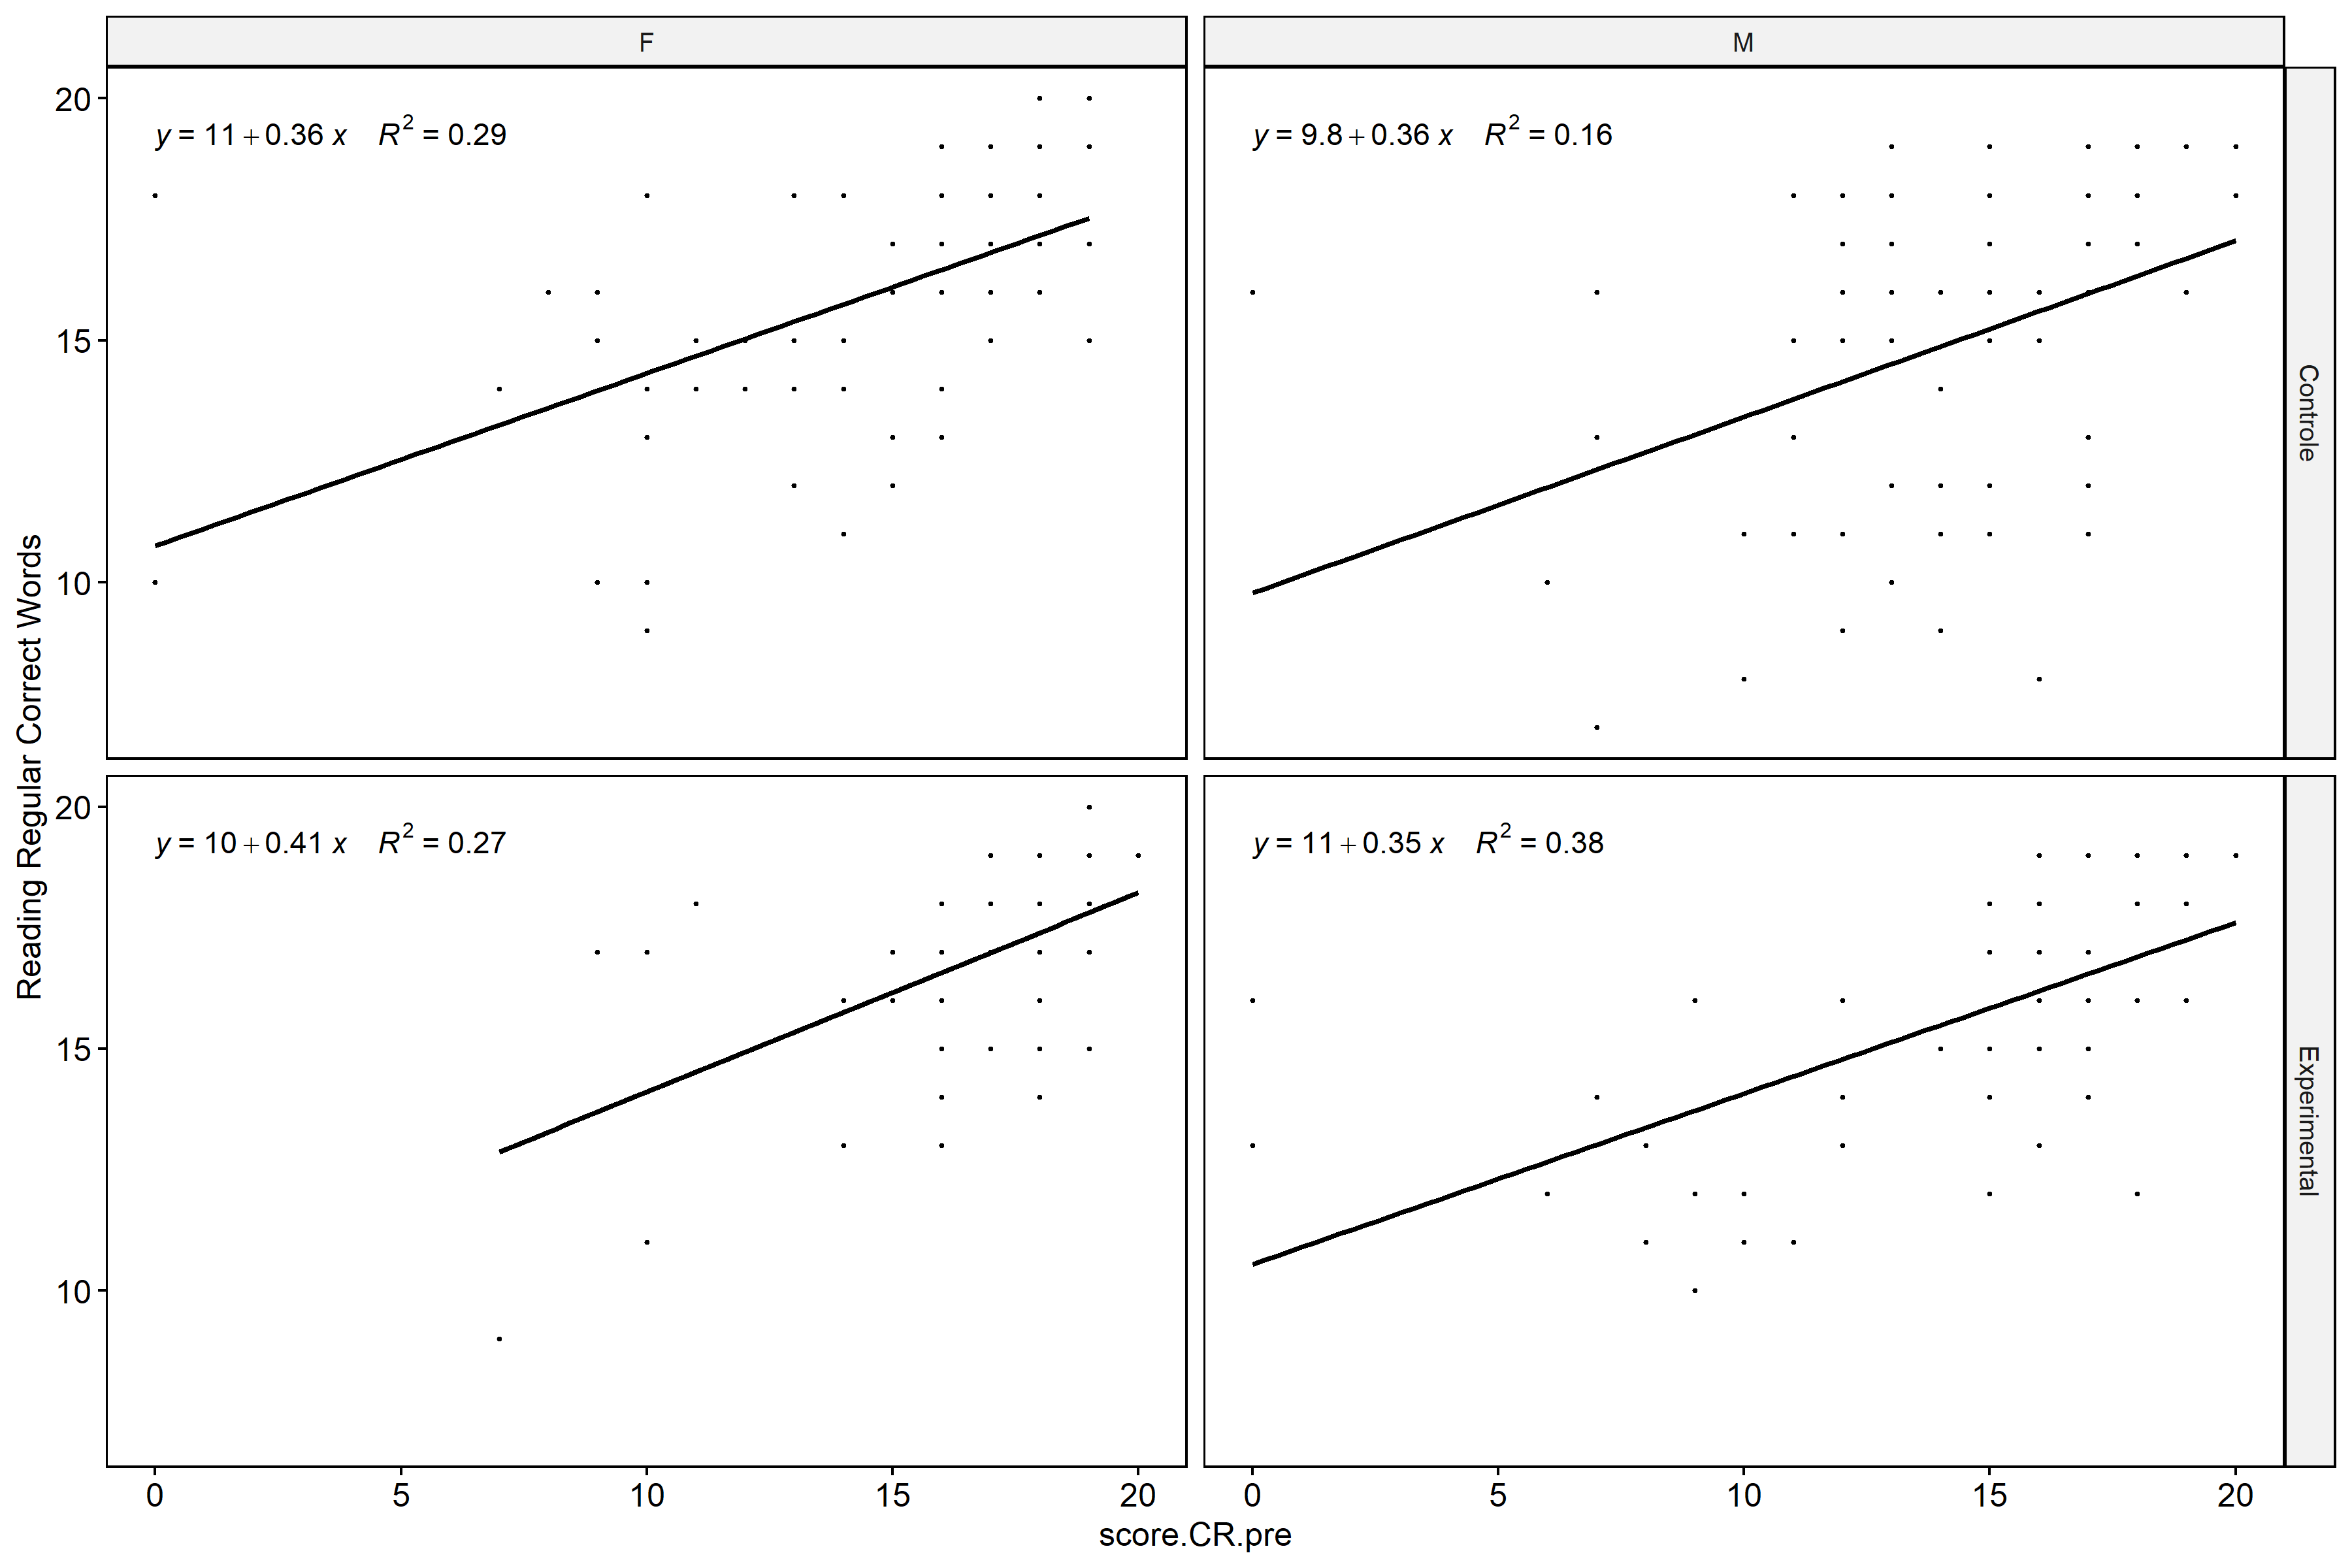 F
M
20
15
10
y = 11 + 0.36 x R² = 0.29
y = 9.8 + 0.36 x R² = 0.16
Controle
Reading Regular Correct Words
20
15
10
y = 10 + 0.41 x R² = 0.27
y = 11 + 0.35 x R² = 0.38
Experimental
0 5 10 15 20
0 5 10 15 20
score.CR.pre